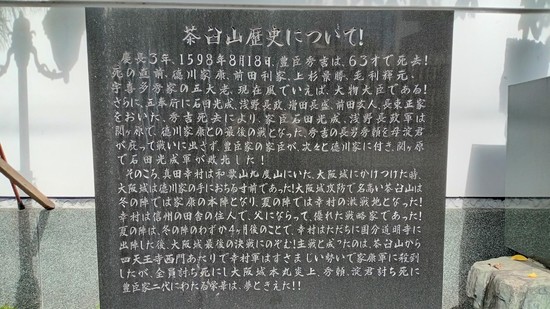 茶臼山歴史について!
慶長3年、1598年8月18日、豊臣秀吉は、63才で死去!
死の直前、徳川家康、前田利家、上杉景勝、毛利輝元、
宇喜多秀家の五大老、現在風でいえば、大物大臣である!
さらに、五奉行に石田光成、浅野長政、増田長盛、前田玄人、長束正家
をおいた、秀吉死去により、家臣石田光成、浅野長政軍は
関ヶ原で、徳川家康との最後の戦となった、秀吉の長男秀頼を母淀君
が庇って戦いに出さず、豊臣家の家臣が、次々と徳川家に付き、関ヶ原
で石田光成軍が敗北した!
そのころ、真田幸村は和歌山九度山にいた、大阪城にかけつけた時、
大阪城は徳川家の手におちる寸前であった!大阪城攻防で名高い茶臼山は
冬の陣では家康の本陣となり、夏の陣では幸村の激戦地となった!
幸村は信州の田舎の住人で、父にならって、優れた戦略家であった!
夏の陣は、冬の陣のわずか4ヶ月後のことで、幸村はただちに国分道明寺に
出陣した後、大阪城最後の決戦にのぞむ!主戦と成ったのは、茶臼山から
四天王寺西門あたりで幸村軍はすさましい勢いで家康軍に殺到
したが、全員討ち死にし大阪城本丸炎上、秀頼、淀君討ち死に
豊臣家二代にわたる栄華は、夢ときえた!!